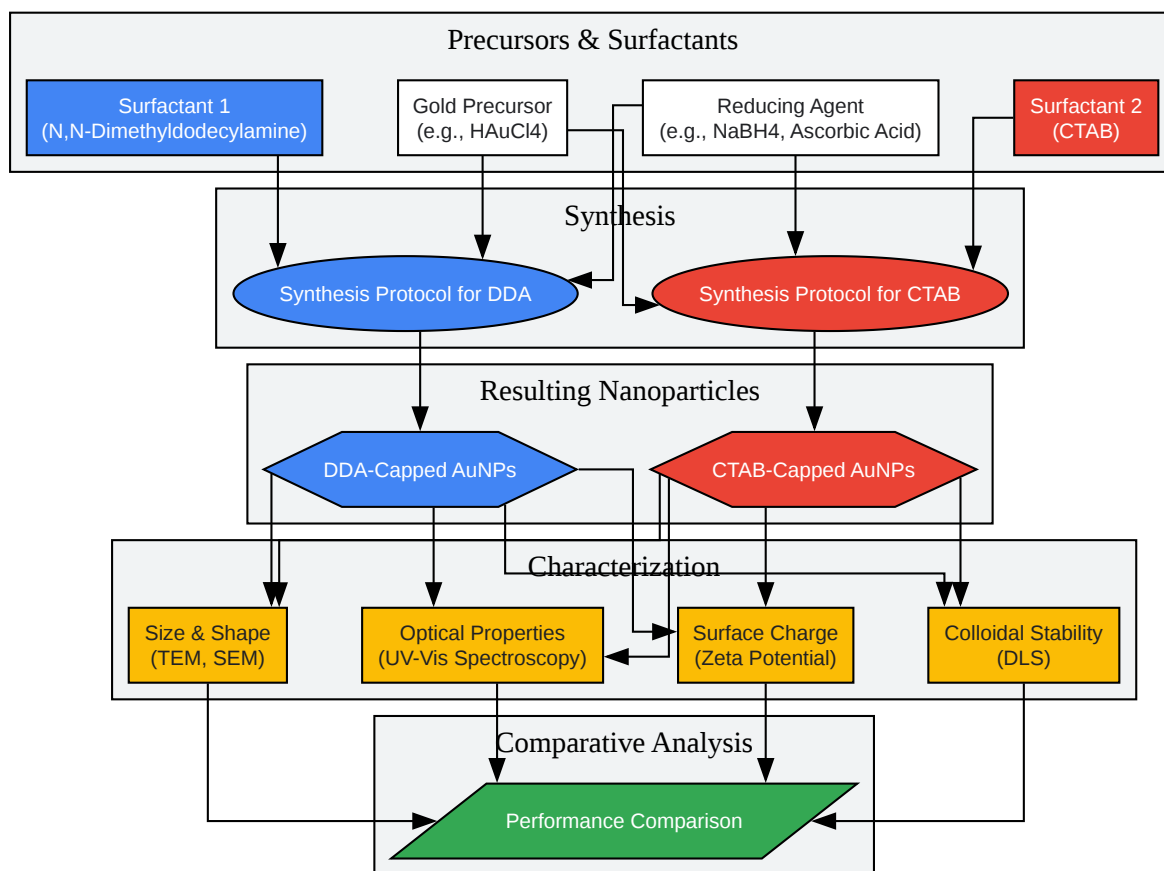 Precursors & Surfactants
Surfactant 1
(N,N-Dimethyldodecylamine)
Gold Precursor
(e.g., HAuCl4)
Reducing Agent
(e.g., NaBH4, Ascorbic Acid)
Surfactant 2
(CTAB)
Synthesis
Synthesis Protocol for DDA
Synthesis Protocol for CTAB
Resulting Nanoparticles
DDA-Capped AuNPs
CTAB-Capped AuNPs
Characterization
Size & Shape
(TEM, SEM)
Optical Properties
(UV-Vis Spectroscopy)
Surface Charge
(Zeta Potential)
Colloidal Stability
(DLS)
Comparative Analysis
Performance Comparison